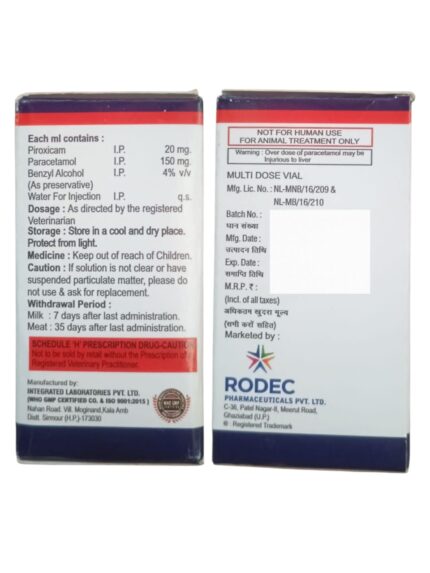 Each ml contains :
Piroxicam I.P. 20 mg.
Paracetamol I.P. 150 mg.
Benzyl Alcohol I.P. 4% v/v
(As preservative)
Water For Injection I.P. q.s.
Dosage : As directed by the registered
Veterinarian
Storage : Store in a cool and dry place.
Protect from light.
Medicine : Keep out of reach of Children.
Caution : If solution is not clear or have
suspended particulate matter, please do
not use & ask for replacement.
Withdrawal Period :
Milk : 7 days after last administration.
Meat : 35 days after last administration.
SCHEDULE 'H' PRESCRIPTION DRUG-CAUTION
Not to be sold by retail without the Prescription of a
Registered Veterinary Practitioner.
Manufactured by:
INTEGRATED LABORATORIES PVT. LTD.
(WHO GMP CERTIFIED CO. & ISO 9001:2015 )
Nahan Road. Vill. Moginand, Kala Amb
Distt. Sirmour (H.P.)-173030
NOT FOR HUMAN USE
FOR ANIMAL TREATMENT ONLY
Warning : Over dose of paracetamol may be
Injurious to liver
MULTI DOSE VIAL
Mfg. Lic. No. : NL-MNB/16/209 &
NL-MB/16/210
Batch No. :
धान संख्या
Mfg. Date :
उत्पादन तिथि
Exp. Date :
समाप्ति तिथि
M.R.P. ₹ :
(Incl. of all taxes)
अधिकतम खुदरा मूल्य
(सभी करों सहित)
Marketed by :
RODEC
PHARMACEUTICALS PVT. LTD.
C-36, Patel Nagar-II, Meerut Road,
Ghaziabad (U.P.)
® : Registered Trademark